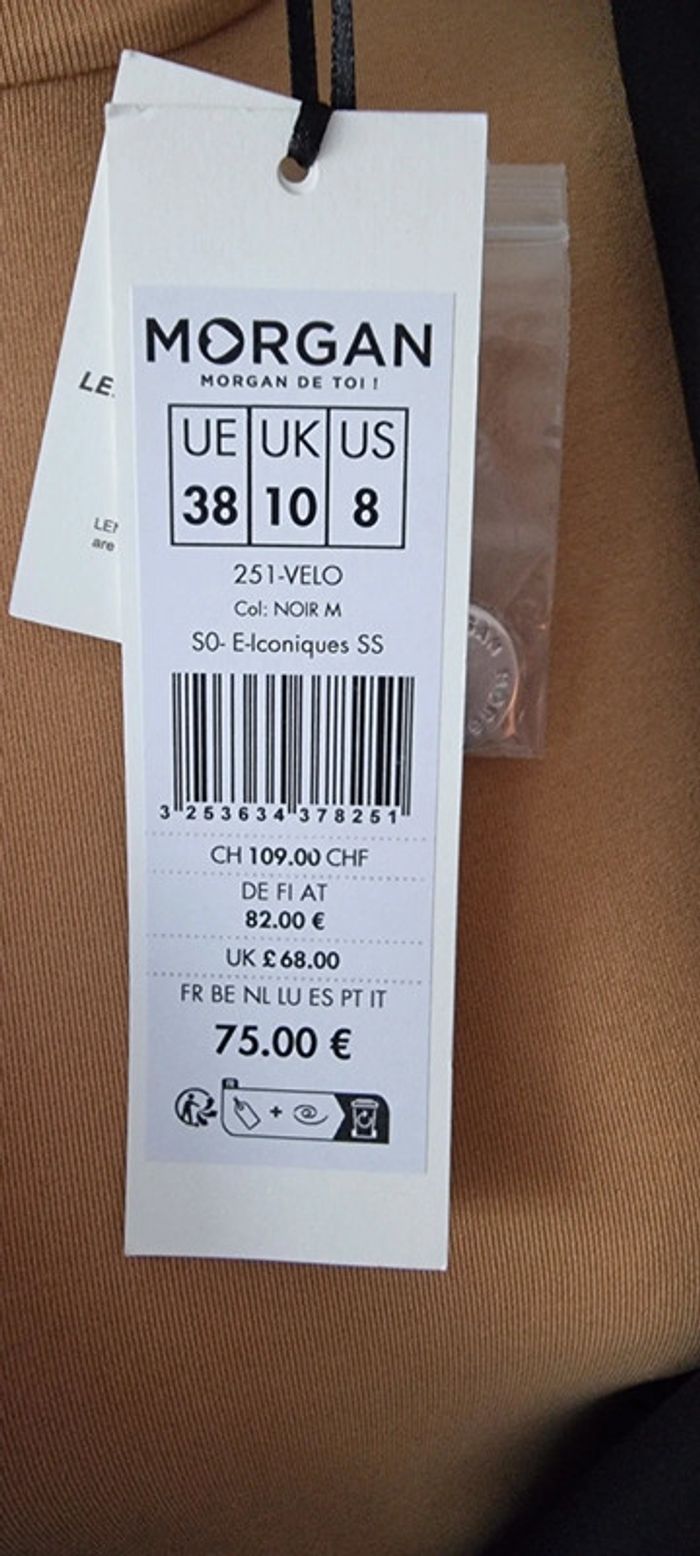 MORGAN
MORGAN DE TOI !
UE UK US
38 10 8
251-VELO
Col: NOIR M
S0- E-Iconiques SS
3 253634 378251
CH 109.00 CHF
DE FI AT
82.00 €
UK £68.00
FR BE NL LU ES PT IT
75.00 €
LE
are